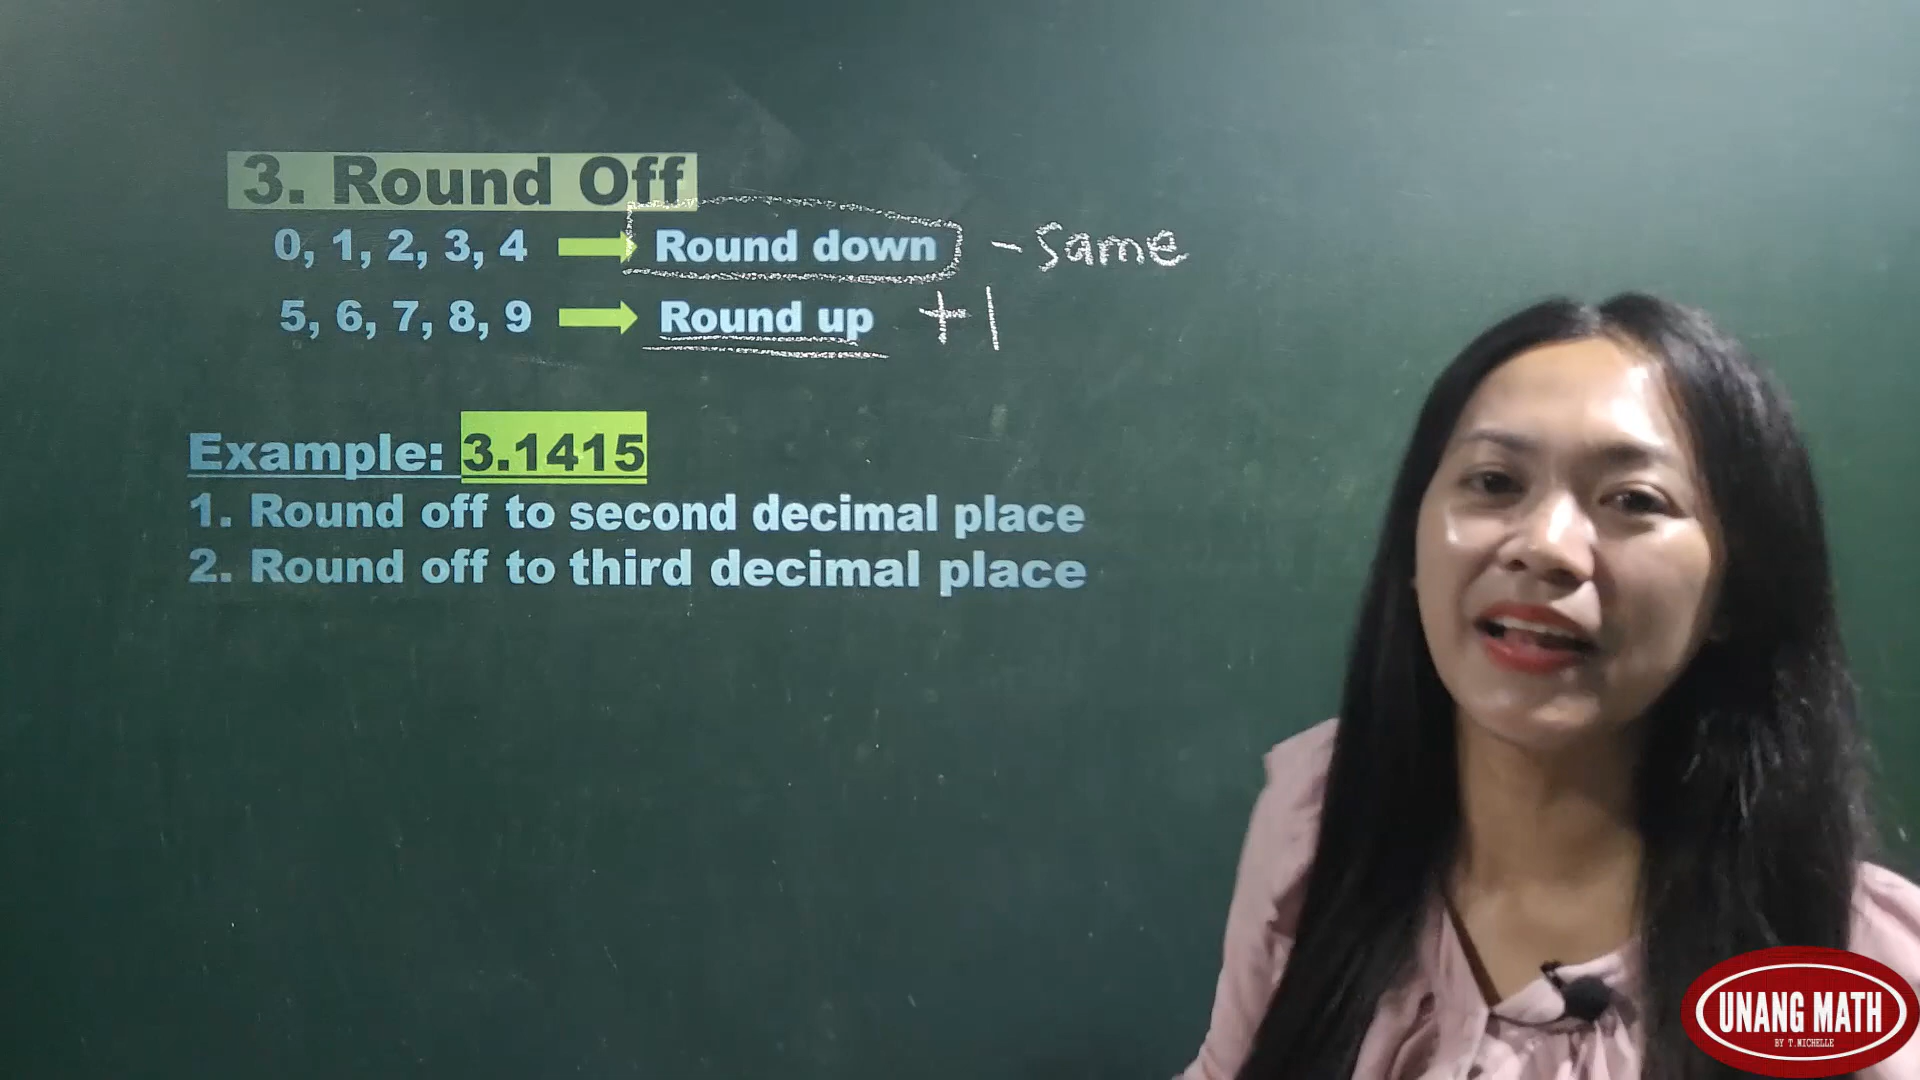 3. Round Off
0, 1, 2, 3, 4 Round down - same
5, 6, 7, 8, 9 Round up +1
Example: 3.1415
1. Round off to second decimal place
2. Round off to third decimal place
UNANG MATH
BY T.MICHELLE